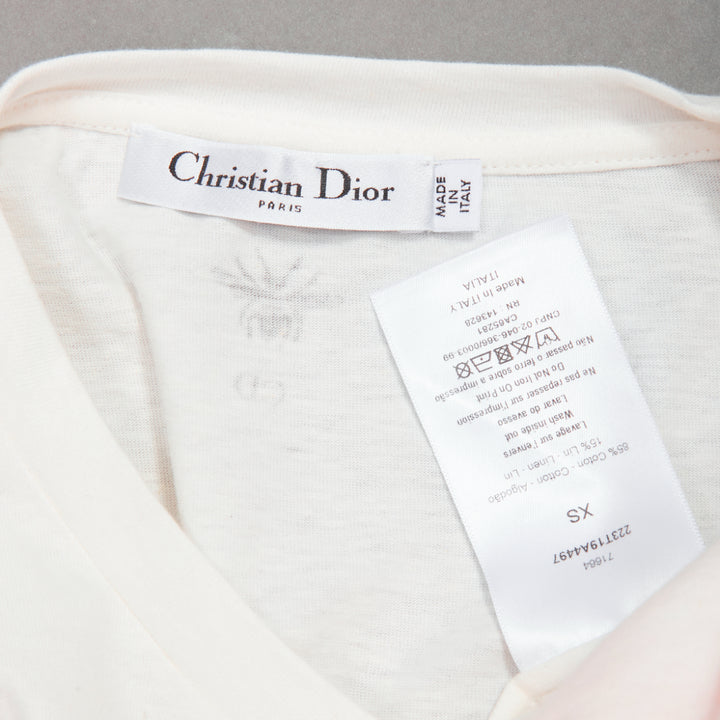 Christian Dior
PARIS
MADE
IN
ITALY
71664
223T19A4497
XS
85% Coton - Cotton - Algodão
15% Lin - Linen - Lin
Lavage sur l'envers
Wash inside out
Lavar do avesso
Ne pas repasser sur l'impression
Do Not Iron On Print
Não passar o ferro sobre a impressão
CNPJ 02-046-366/0003-99
CA65281
RN. 143628
Made in ITALY
ITALIA